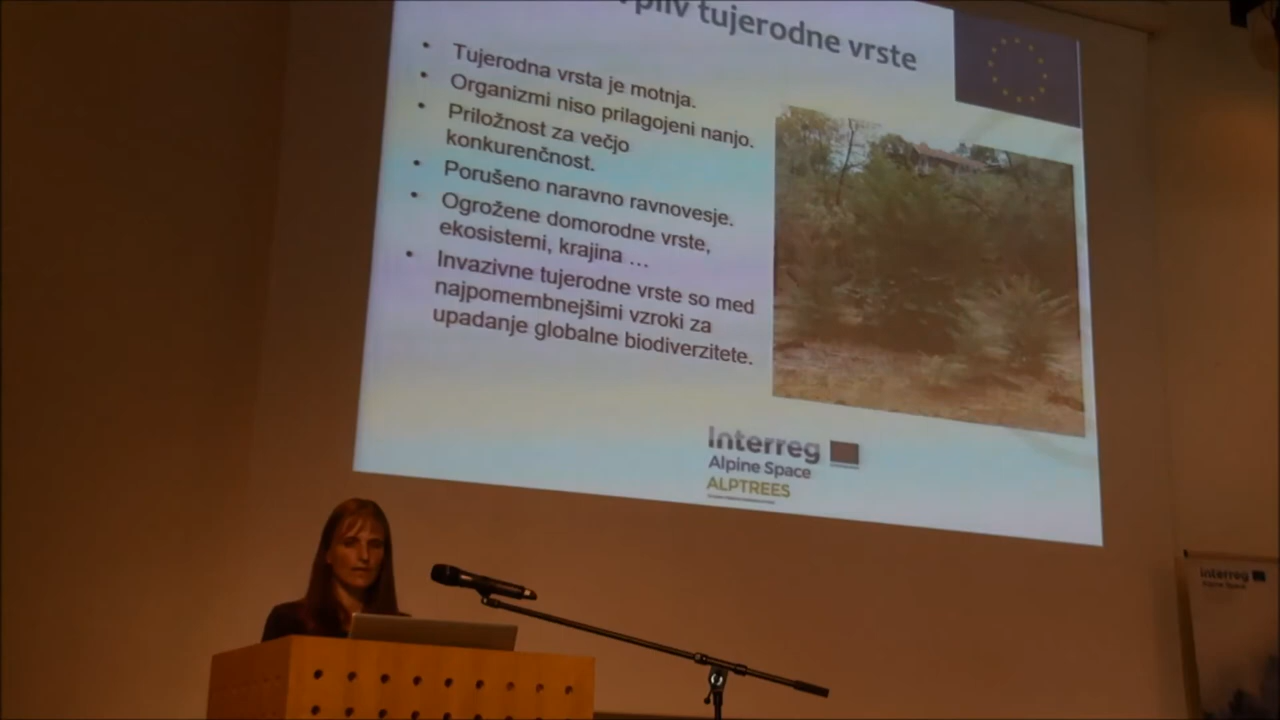 vpliv tujerodne vrste
• Tujerodna vrsta je motnja.
• Organizmi niso prilagojeni nanjo.
• Priložnost za večjo
konkurenčnost.
• Porušeno naravno ravnovesje.
• Ogrožene domorodne vrste,
ekosistemi, krajina ...
• Invazivne tujerodne vrste so med
najpomembnejšimi vzroki za
upadanje globalne biodiverzitete.
Interreg
Alpine Space
ALPTREES
Interreg
Alpine Space